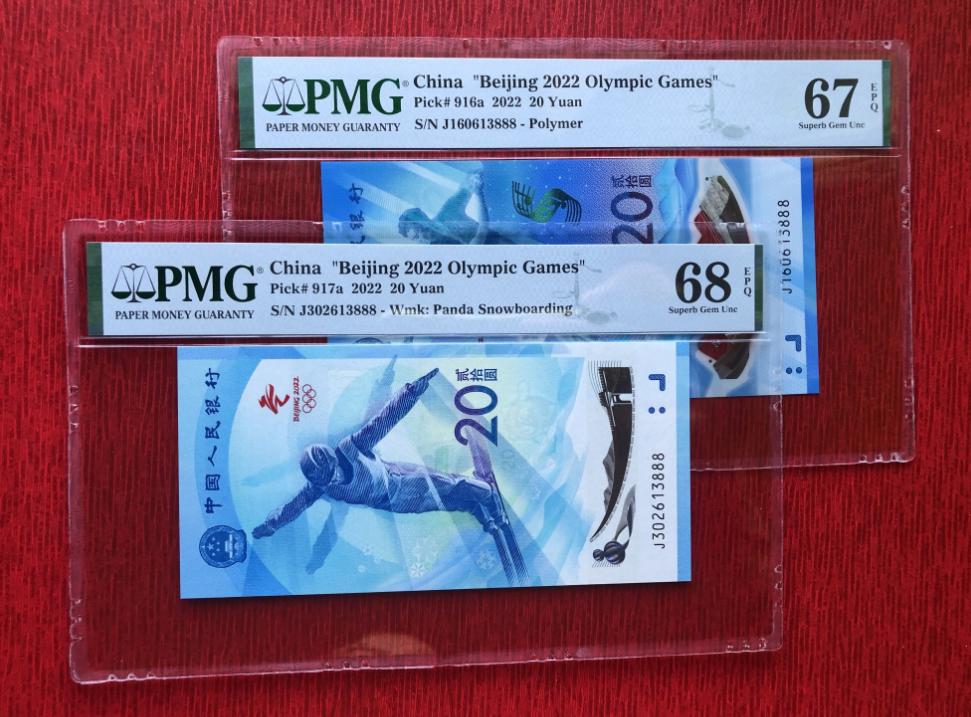 PMG®
PAPER MONEY GUARANTY
China "Beijing 2022 Olympic Games"
Pick# 916a 2022 20 Yuan
S/N J160613888 - Polymer
67
EPQ
Superb Gem Unc
民银行
贰拾圆
20
J160613888
PMG®
PAPER MONEY GUARANTY
China "Beijing 2022 Olympic Games"
Pick# 917a 2022 20 Yuan
S/N J302613888 - Wmk: Panda Snowboarding
68
EPQ
Superb Gem Unc
中国人民银行
BEIJING 2022
贰拾圆
20
J302613888